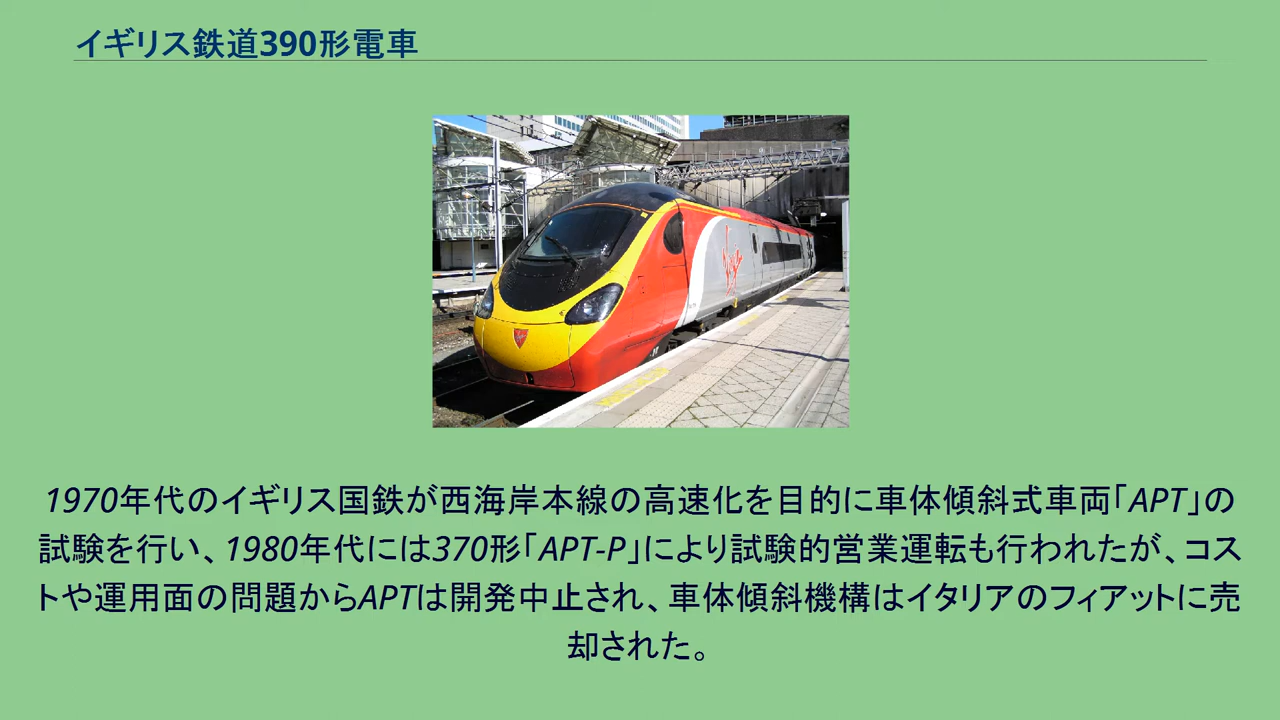 イギリス鉄道390形電車
Virgin
1970年代のイギリス国鉄が西海岸本線の高速化を目的に車体傾斜式車両「APT」の
試験を行い、1980年代には370形「APT-P」により試験的営業運転も行われたが、コス
トや運用面の問題からAPTは開発中止され、車体傾斜機構はイタリアのフィアットに売
却された。